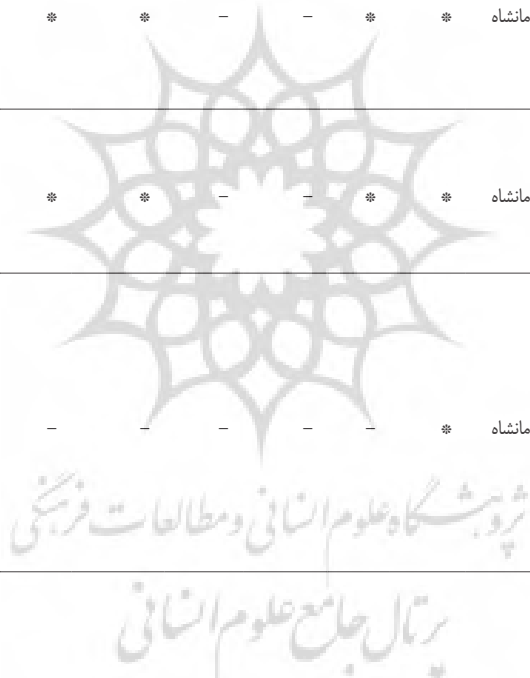 مانشاه * * – – * *
مانشاه * * – – * *
مانشاه * – – – – –
پژوهشگاه علوم انسانی و مطالعات فرهنگی
پرتال جامع علوم انسانی